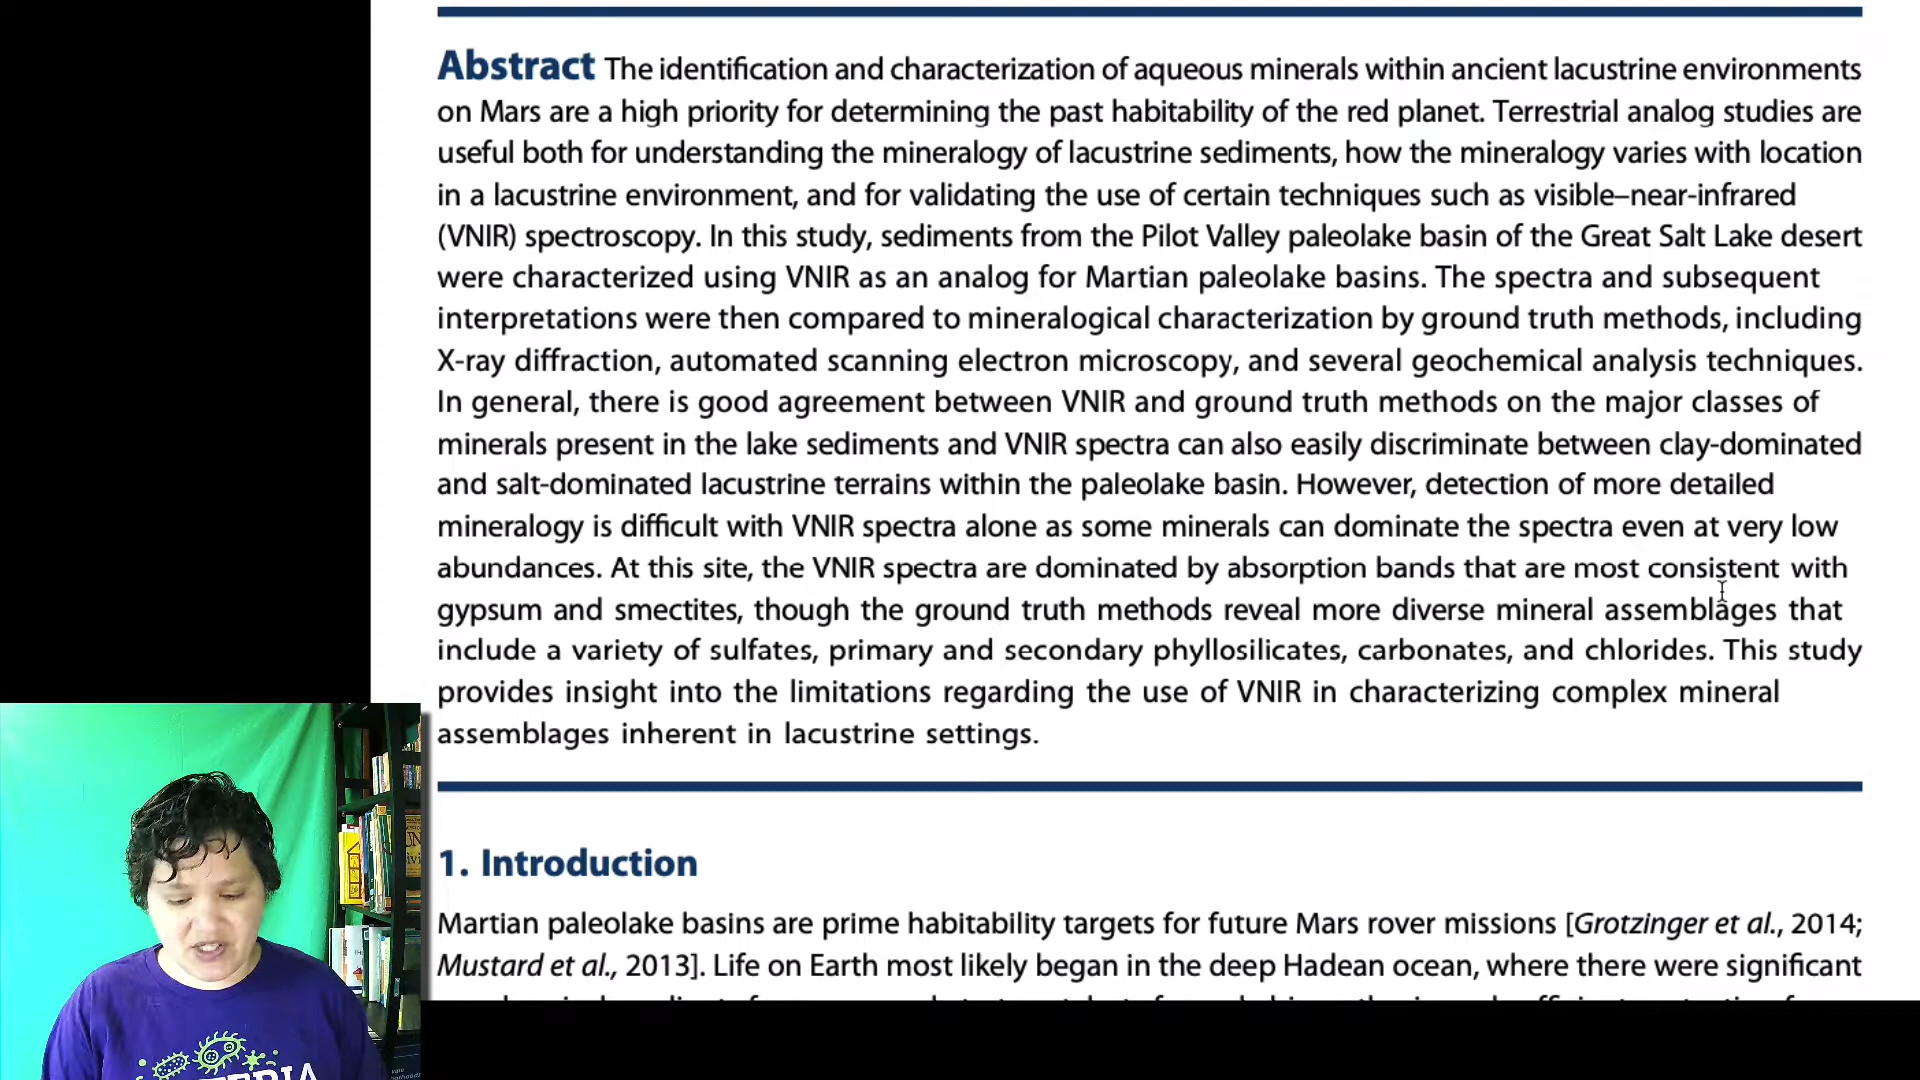 Abstract The identification and characterization of aqueous minerals within ancient lacustrine environments
on Mars are a high priority for determining the past habitability of the red planet. Terrestrial analog studies are
useful both for understanding the mineralogy of lacustrine sediments, how the mineralogy varies with location
in a lacustrine environment, and for validating the use of certain techniques such as visible–near-infrared
(VNIR) spectroscopy. In this study, sediments from the Pilot Valley paleolake basin of the Great Salt Lake desert
were characterized using VNIR as an analog for Martian paleolake basins. The spectra and subsequent
interpretations were then compared to mineralogical characterization by ground truth methods, including
X-ray diffraction, automated scanning electron microscopy, and several geochemical analysis techniques.
In general, there is good agreement between VNIR and ground truth methods on the major classes of
minerals present in the lake sediments and VNIR spectra can also easily discriminate between clay-dominated
and salt-dominated lacustrine terrains within the paleolake basin. However, detection of more detailed
mineralogy is difficult with VNIR spectra alone as some minerals can dominate the spectra even at very low
abundances. At this site, the VNIR spectra are dominated by absorption bands that are most consistent with
gypsum and smectites, though the ground truth methods reveal more diverse mineral assemblages that
include a variety of sulfates, primary and secondary phyllosilicates, carbonates, and chlorides. This study
provides insight into the limitations regarding the use of VNIR in characterizing complex mineral
assemblages inherent in lacustrine settings.
1. Introduction
Martian paleolake basins are prime habitability targets for future Mars rover missions [Grotzinger et al., 2014;
Mustard et al., 2013]. Life on Earth most likely began in the deep Hadean ocean, where there were significant